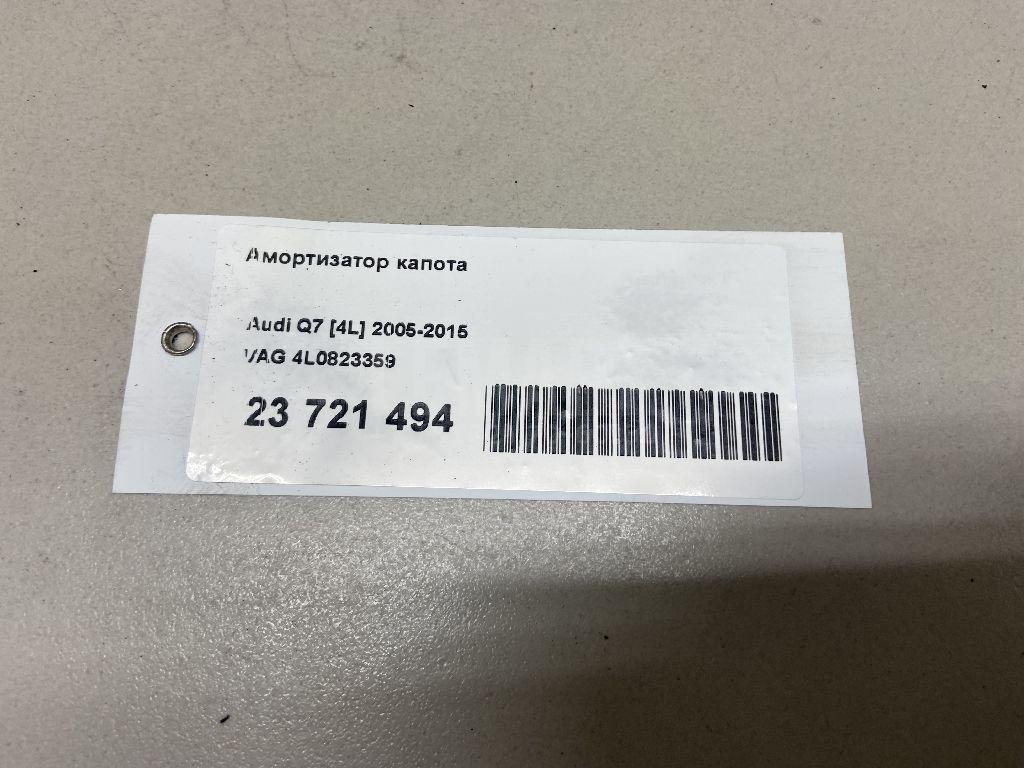 Амортизатор капота
Audi Q7 [4L] 2005-2015
VAG 4L0823359
23 721 494